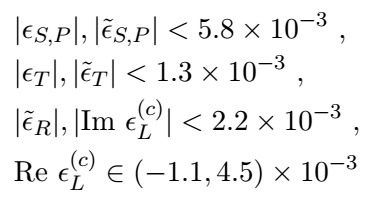 |ϵ_{S,P}|, |ϵ̃_{S,P}| < 5.8 × 10^{−3} ,
|ϵ_T|, |ϵ̃_T| < 1.3 × 10^{−3} ,
|ϵ̃_R|, |Im ϵ_L^{(c)}| < 2.2 × 10^{−3} ,
Re ϵ_L^{(c)} ∈ (−1.1, 4.5) × 10^{−3}